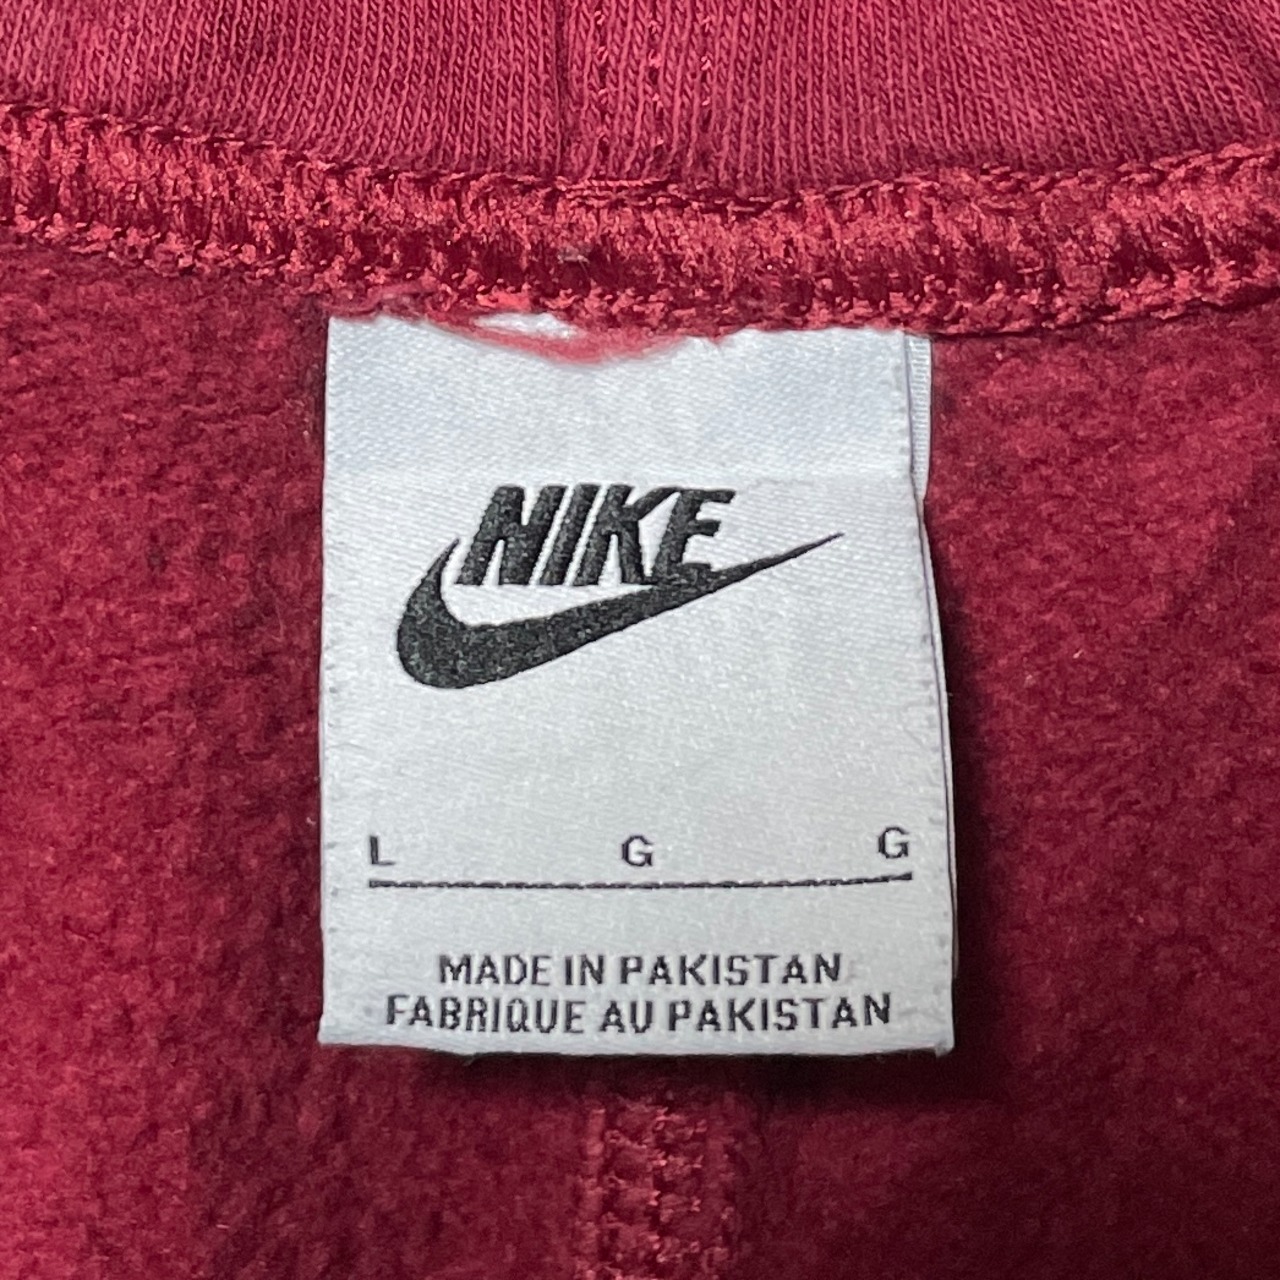 NIKE
L G G
MADE IN PAKISTAN
FABRIQUE AU PAKISTAN